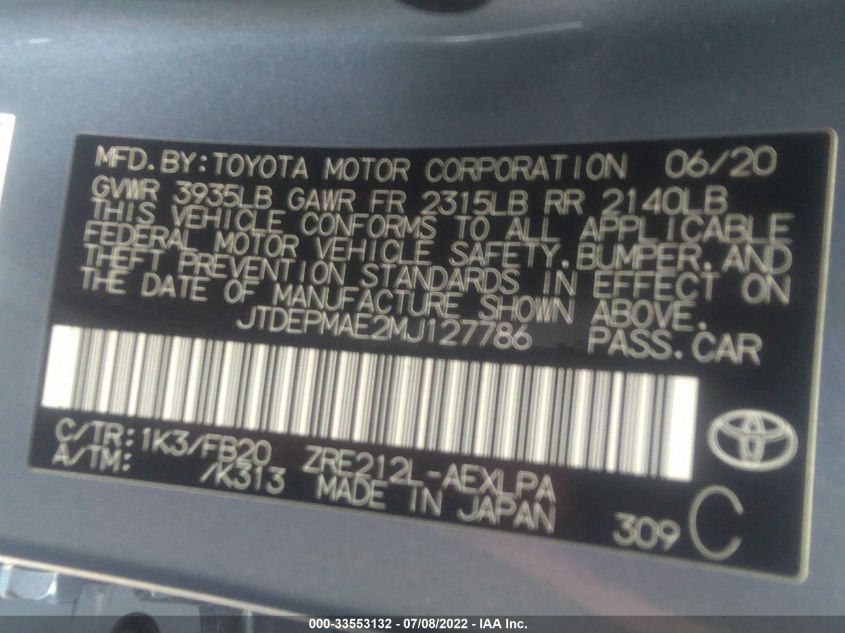 MFD.BY:TOYOTA MOTOR CORPORATION 06/20
GVWR 3935LB GAWR FR 2315LB RR 2140LB
THIS VEHICLE CONFORMS TO ALL APPLICABLE
FEDERAL MOTOR VEHICLE SAFETY,BUMPER,AND
THEFT PREVENTION STANDARDS IN EFFECT ON
THE DATE OF MANUFACTURE SHOWN ABOVE.
JTDEPMAE2MJ127786 PASS.CAR
C/TR:1K3/FB20 ZRE212L-AEXLPA
A/TM: /K313 MADE IN JAPAN 309 C
000-33553132 - 07/08/2022 - IAA Inc.